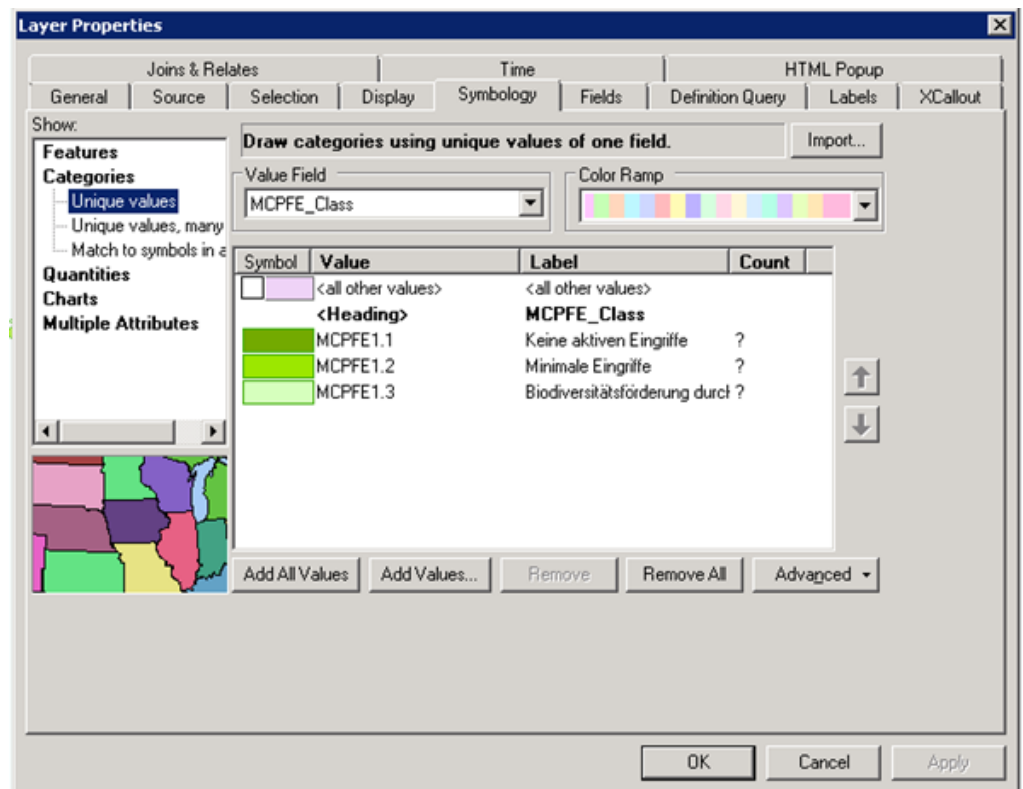 Layer Properties
Joins & Relates Time HTML Popup
General Source Selection Display Symbology Fields Definition Query Labels XCallout
Show:
Features
Categories
Unique values
Unique values, many
Match to symbols in a
Quantities
Charts
Multiple Attributes
Draw categories using unique values of one field.
Import...
Value Field
MCPFE_Class
Color Ramp
Symbol Value Label Count
<all other values> <all other values>
<Heading> MCPFE_Class
MCPFE1.1 Keine aktiven Eingriffe ?
MCPFE1.2 Minimale Eingriffe ?
MCPFE1.3 Biodiversitätsförderung durch ?
Add All Values Add Values... Remove Remove All Advanced
OK Cancel Apply